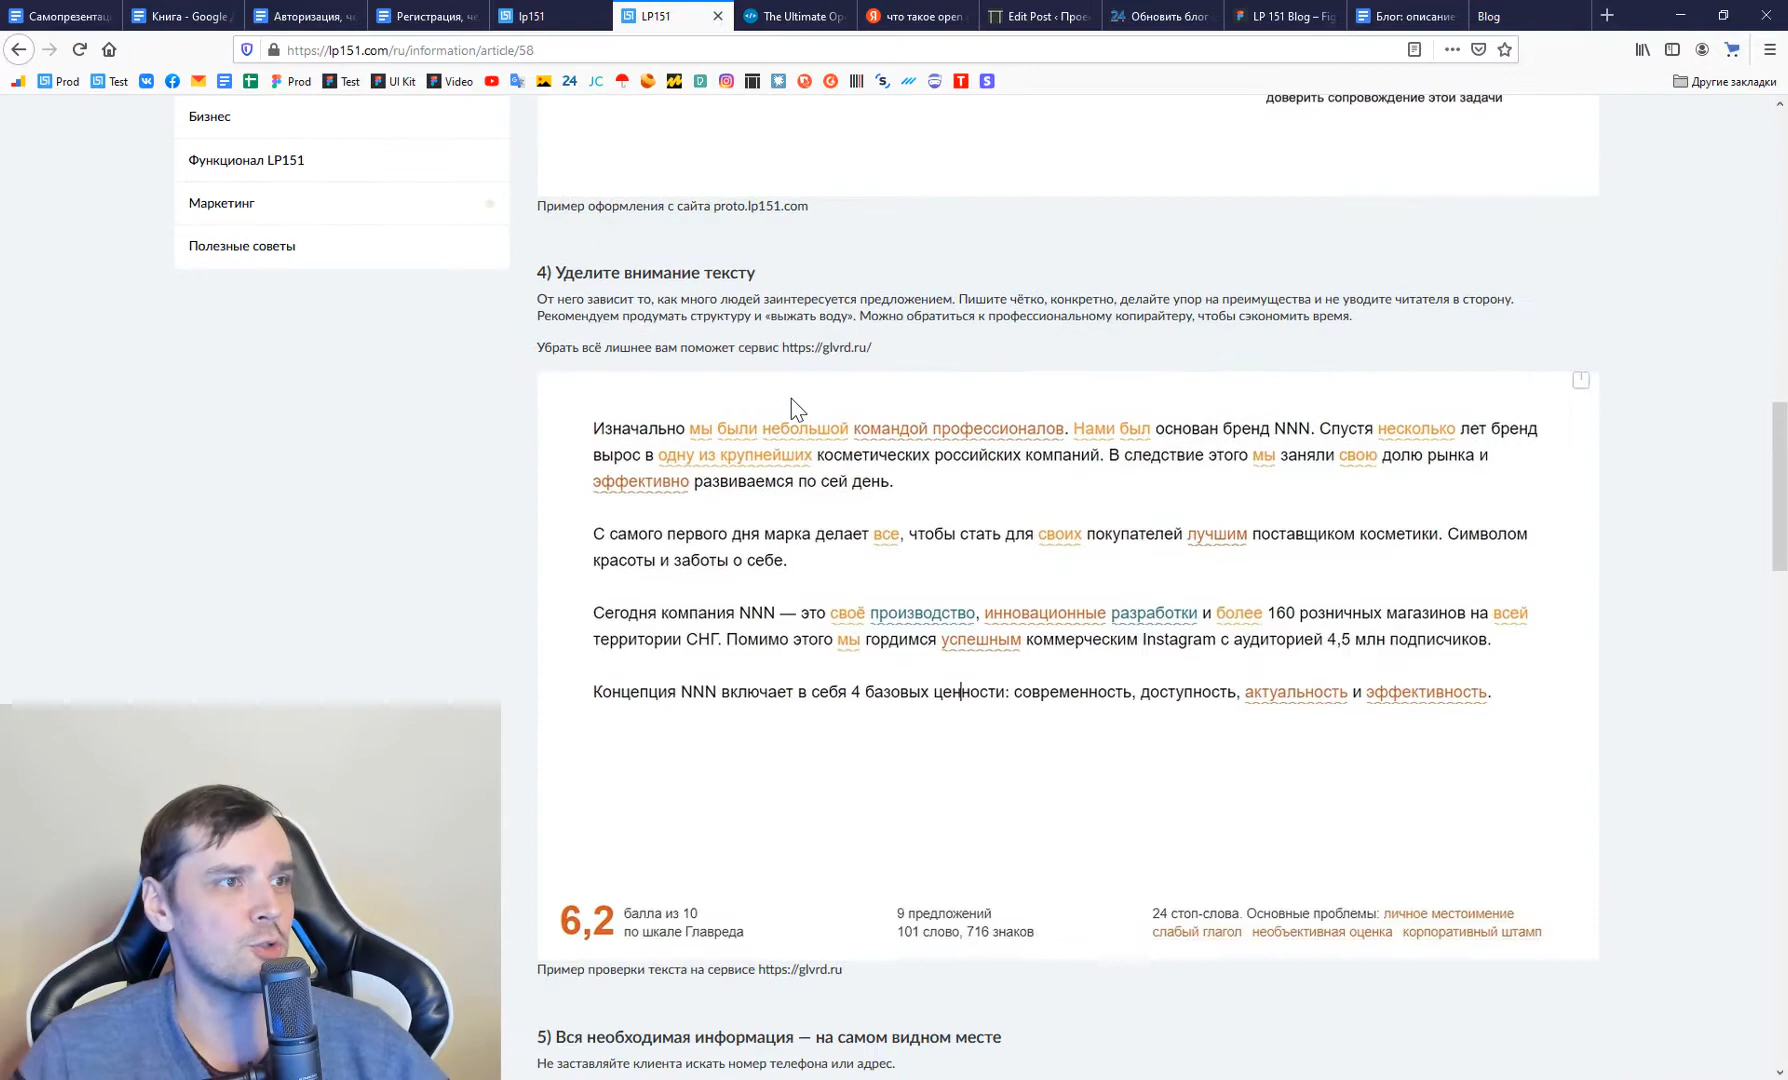 Самопрезентац
Книга - Google
Авторизация, че
Регистрация, че
lp151
LP151
The Ultimate Op
что такое open
Edit Post ‹ Прое
Обновить блог
LP 151 Blog – Fig
Блог: описание
Blog
https://lp151.com/ru/information/article/58
Prod
Test
24
JC
Prod
Test
UI Kit
Video
Другие закладки
Бизнес
Функционал LP151
Маркетинг
Полезные советы
доверить сопровождение этой задачи
Пример оформления с сайта proto.lp151.com
4) Уделите внимание тексту
От него зависит то, как много людей заинтересуется предложением. Пишите чётко, конкретно, делайте упор на преимущества и не уводите читателя в сторону.
Рекомендуем продумать структуру и «выжать воду». Можно обратиться к профессиональному копирайтеру, чтобы сэкономить время.
Убрать всё лишнее вам поможет сервис https://glvrd.ru/
Изначально мы были небольшой командой профессионалов. Нами был основан бренд NNN. Спустя несколько лет бренд
вырос в одну из крупнейших косметических российских компаний. В следствие этого мы заняли свою долю рынка и
эффективно развиваемся по сей день.
С самого первого дня марка делает все, чтобы стать для своих покупателей лучшим поставщиком косметики. Символом
красоты и заботы о себе.
Сегодня компания NNN — это своё производство, инновационные разработки и более 160 розничных магазинов на всей
территории СНГ. Помимо этого мы гордимся успешным коммерческим Instagram с аудиторией 4,5 млн подписчиков.
Концепция NNN включает в себя 4 базовых ценности: современность, доступность, актуальность и эффективность.
6,2
балла из 10
по шкале Главреда
9 предложений
101 слово, 716 знаков
24 стоп-слова. Основные проблемы: личное местоимение
слабый глагол необъективная оценка корпоративный штамп
Пример проверки текста на сервисе https://glvrd.ru
5) Вся необходимая информация — на самом видном месте
Не заставляйте клиента искать номер телефона или адрес.